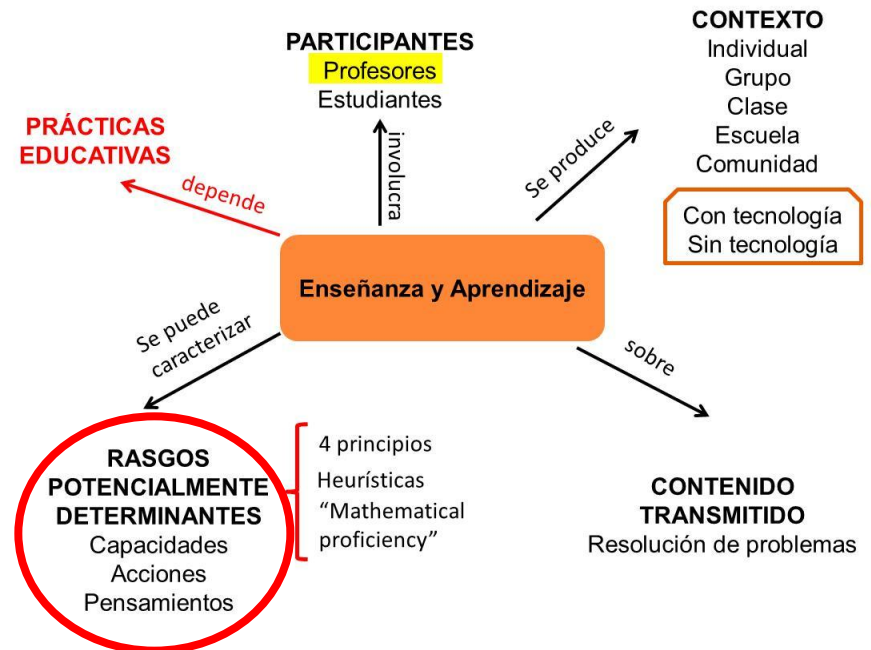 PARTICIPANTES
Profesores
Estudiantes
CONTEXTO
Individual
Grupo
Clase
Escuela
Comunidad
Con tecnología
Sin tecnología
PRÁCTICAS
EDUCATIVAS
depende
involucra
Se produce
Enseñanza y Aprendizaje
Se puede
caracterizar
sobre
RASGOS
POTENCIALMENTE
DETERMINANTES
Capacidades
Acciones
Pensamientos
4 principios
Heurísticas
“Mathematical
proficiency”
CONTENIDO
TRANSMITIDO
Resolución de problemas